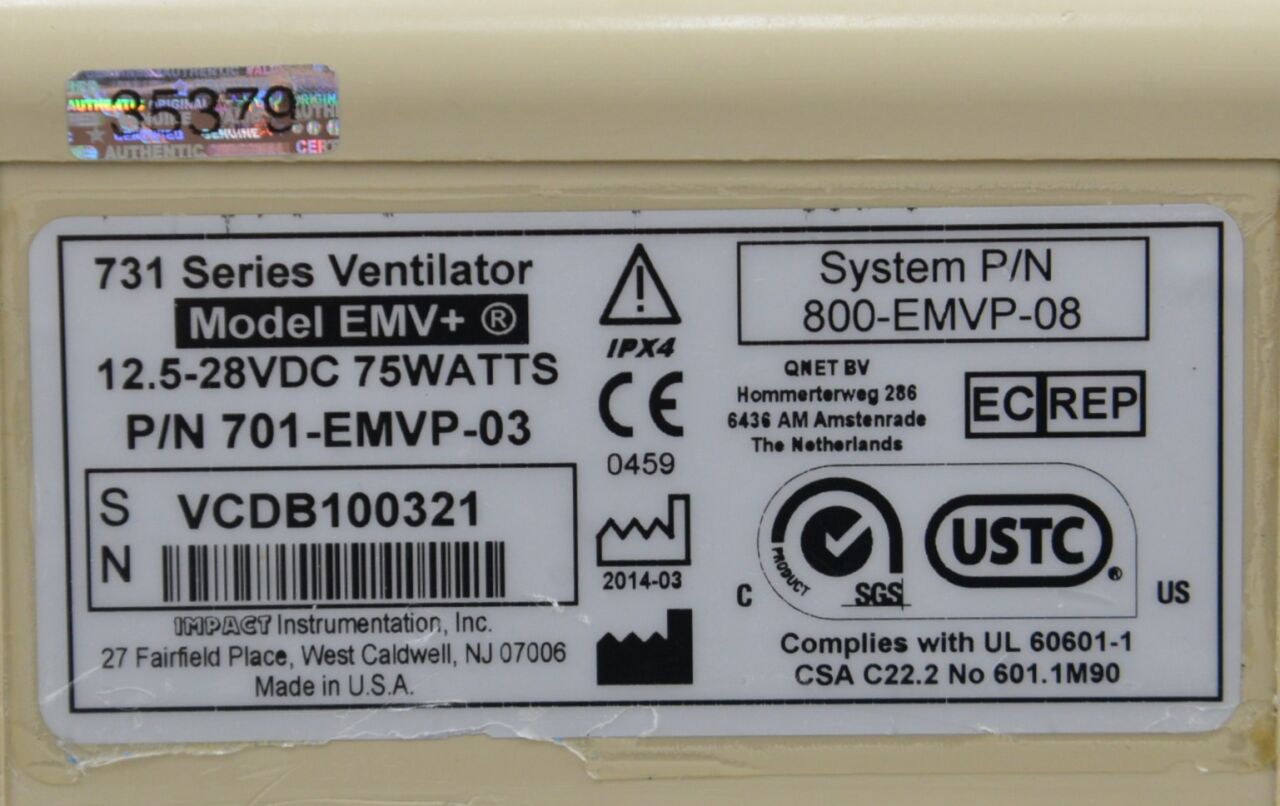 35379
731 Series Ventilator
Model EMV+ ®
12.5-28VDC 75WATTS
P/N 701-EMVP-03
S N
VCDB100321
IMPACT Instrumentation, Inc.
27 Fairfield Place, West Caldwell, NJ 07006
Made in U.S.A.
IPX4
CE
0459
2014-03
System P/N
800-EMVP-08
QNET BV
Hommerterweg 286
6436 AM Amstenrade
The Netherlands
EC REP
PRODUCT
SGS
USTC ®
C
US
Complies with UL 60601-1
CSA C22.2 No 601.1M90